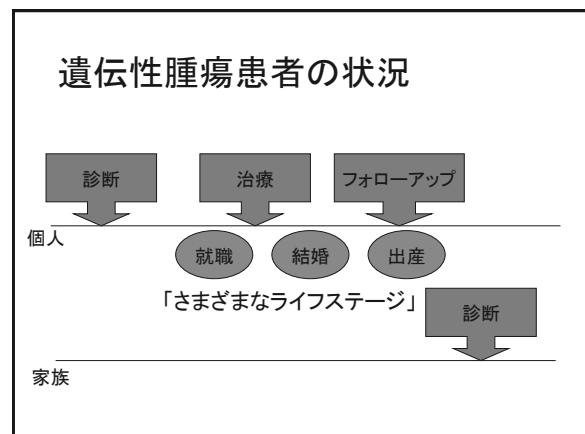 遺伝性腫瘍患者の状況
診断 治療 フォローアップ
個人
就職 結婚 出産
「さまざまなライフステージ」
診断
家族